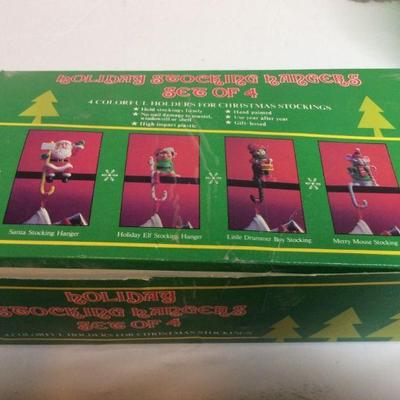 HOLIDAY STOCKING HANGERS
SET OF 4
4 COLORFUL HOLDERS FOR CHRISTMAS STOCKINGS
★ Hold stockings firmly
★ No nail damage to mantel,
windowsill or shelf
★ High impact plastic
★ Hand painted
★ Use year after year
★ Gift-boxed
Santa Stocking Hanger
Holiday Elf Stocking Hanger
Little Drummer Boy Stocking
Merry Mouse Stocking
HOLIDAY
STOCKING HANGERS
SET OF 4
4 COLORFUL HOLDERS FOR CHRISTMAS STOCKINGS